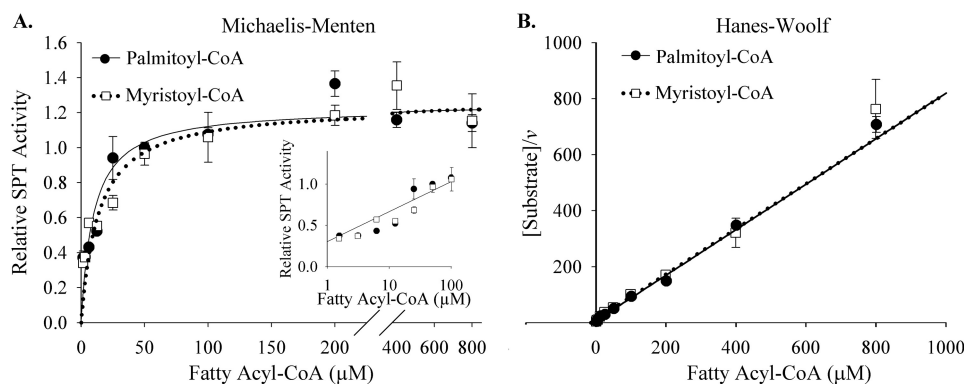 A.
Michaelis-Menten
Relative SPT Activity
1.6
1.4
1.2
1.0
0.8
0.6
0.4
0.2
0.0
Palmitoyl-CoA
Myristoyl-CoA
0 50 100 150 200 400 600 800
Fatty Acyl-CoA (µM)
Relative SPT Activity
1.0
0.5
0.0
1 10 100
Fatty Acyl-CoA (µM)
B.
Hanes-Woolf
[Substrate]/v
1000
800
600
400
200
Palmitoyl-CoA
Myristoyl-CoA
0 200 400 600 800 1000
Fatty Acyl-CoA (µM)